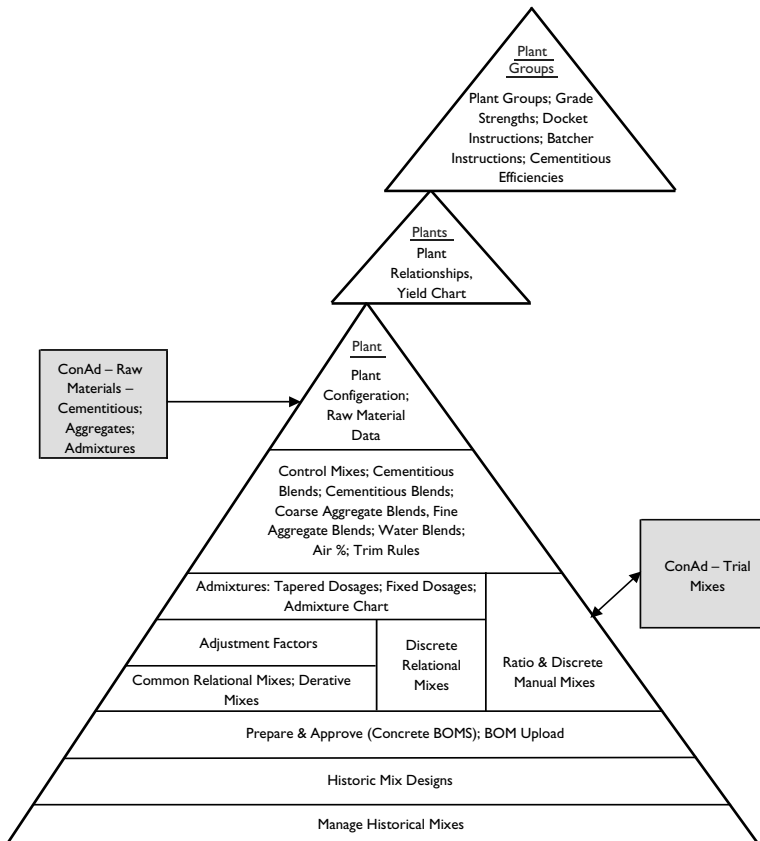 Plant
Groups
Plant Groups; Grade
Strengths; Docket
Instructions; Batcher
Instructions; Cementitious
Efficiencies
Plants
Plant
Relationships,
Yield Chart
Plant
Plant
Configeration;
Raw Material
Data
ConAd – Raw
Materials –
Cementitious;
Aggregates;
Admixtures
Control Mixes; Cementitious
Blends; Cementitious Blends;
Coarse Aggregate Blends, Fine
Aggregate Blends; Water Blends;
Air %; Trim Rules
ConAd – Trial
Mixes
Admixtures: Tapered Dosages; Fixed Dosages;
Admixture Chart
Adjustment Factors
Common Relational Mixes; Derative
Mixes
Discrete
Relational
Mixes
Ratio & Discrete
Manual Mixes
Prepare & Approve (Concrete BOMS); BOM Upload
Historic Mix Designs
Manage Historical Mixes